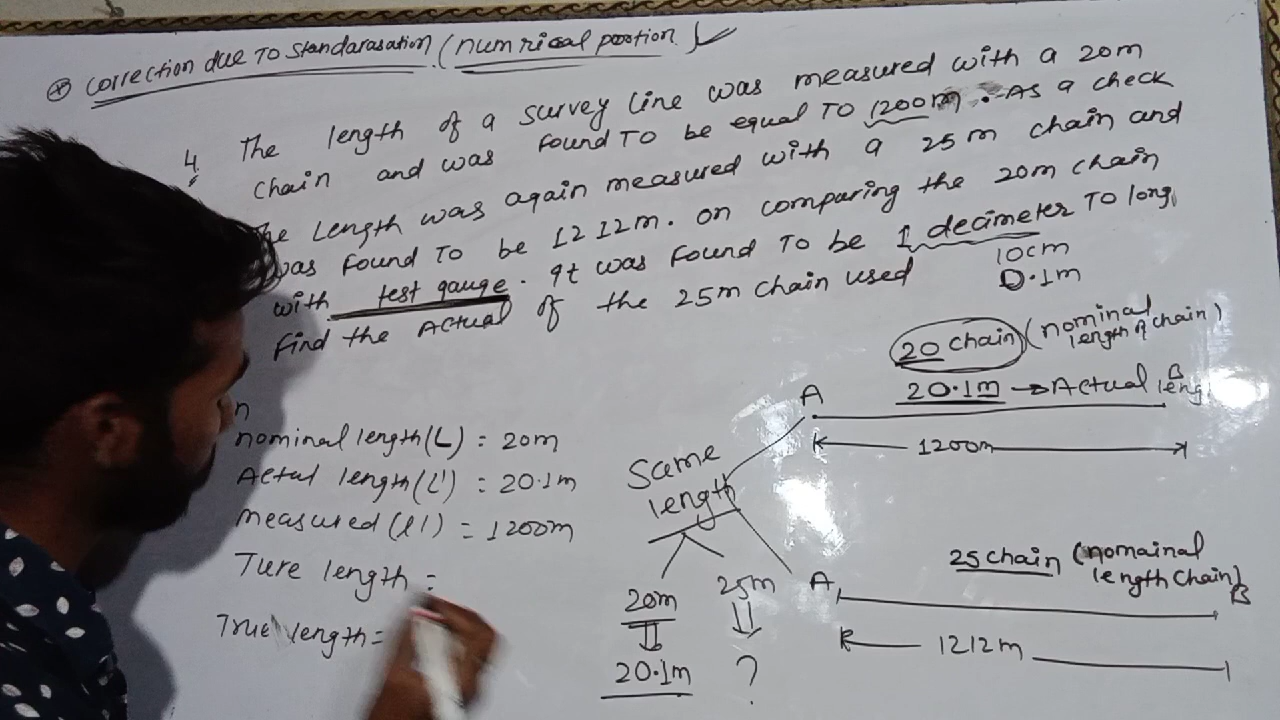 ⊛ correction due To standarasation (numrical portion)
4. The length of a survey line was measured with a 20m
chain and was found To be equal To 1200m. As a check
The Length was again measured with a 25m chain and
was found To be 1212m. on comparing the 20m chain
with test gauge. It was found To be 1 decimeter To long,
find the Actual of the 25m chain used
10cm
0.1m
20 chain (nominal
length of chain)
20.1m → Actual leng
A B
1200m
n
nominal length(L) = 20m
Actul length(L') = 20.1m
measured (l') = 1200m
Ture length =
True length =
Same
length
20m 25m
20.1m ?
25 chain (nomainal
length chain)
A B
1212m